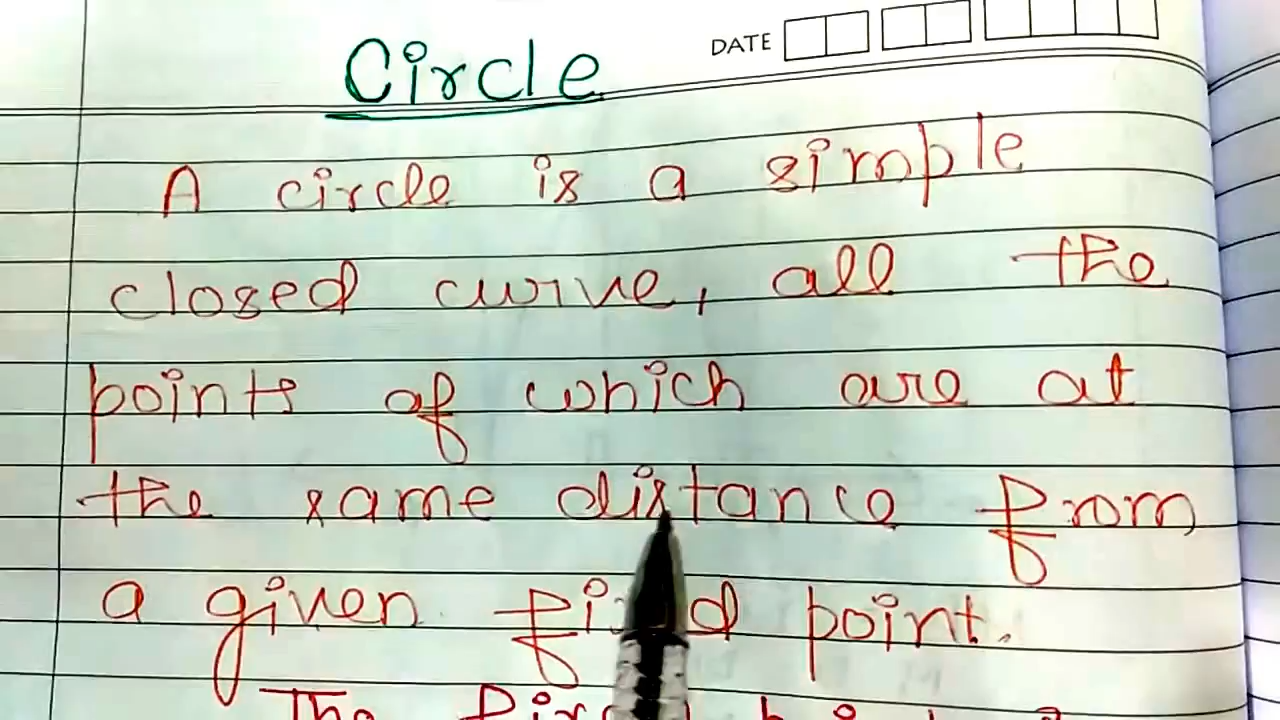 DATE
Circle
A circle is a simple
closed curve, all the
points of which are at
the same distance from
a given point.
The